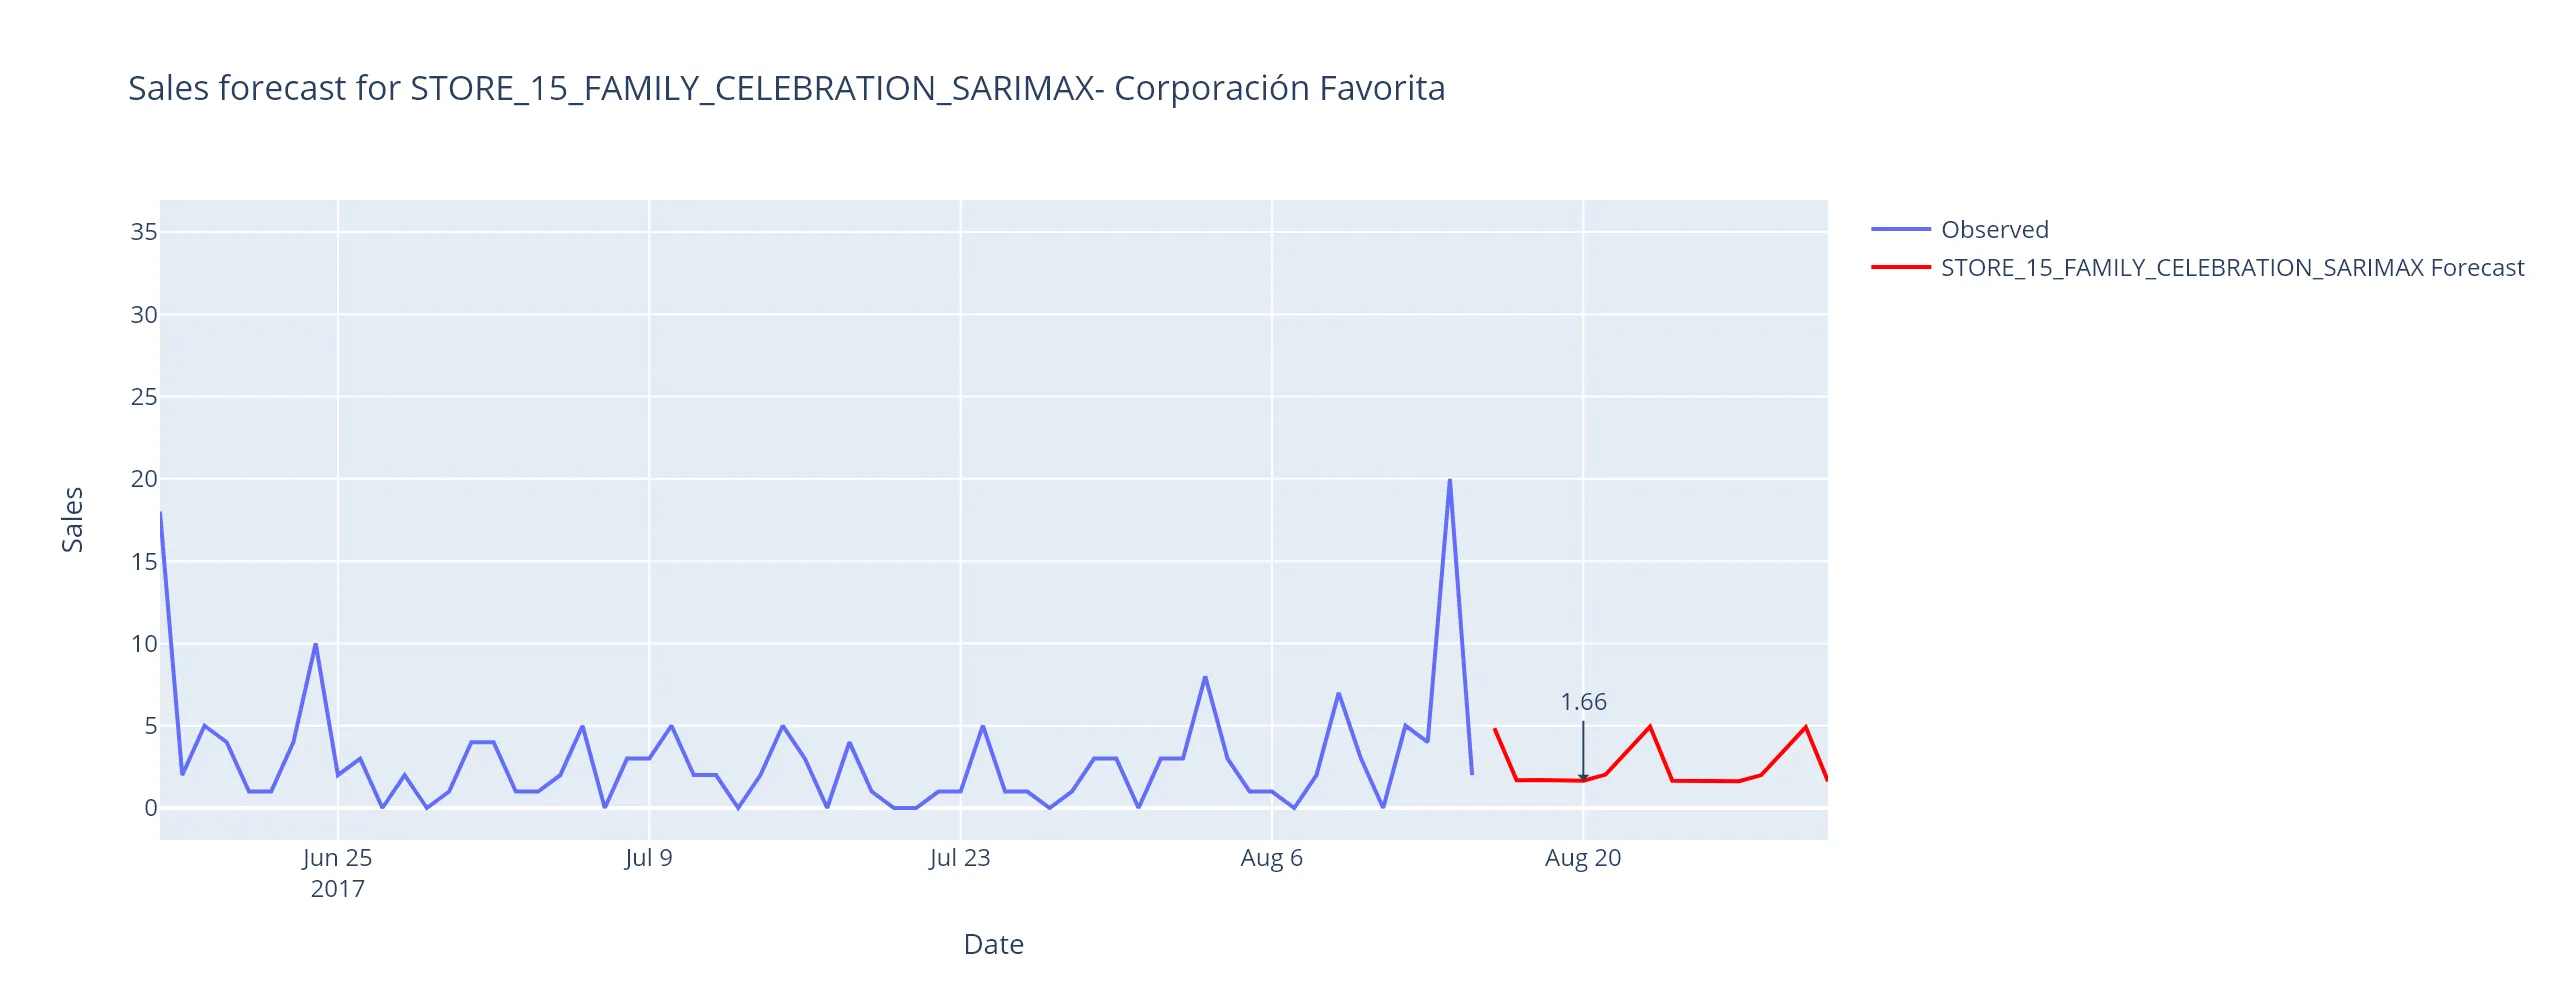 Sales forecast for STORE_15_FAMILY_CELEBRATION_SARIMAX- Corporación Favorita
Observed
STORE_15_FAMILY_CELEBRATION_SARIMAX Forecast
35
30
25
20
15
10
5
0
Sales
1.66
Jun 25
2017
Jul 9
Jul 23
Aug 6
Aug 20
Date